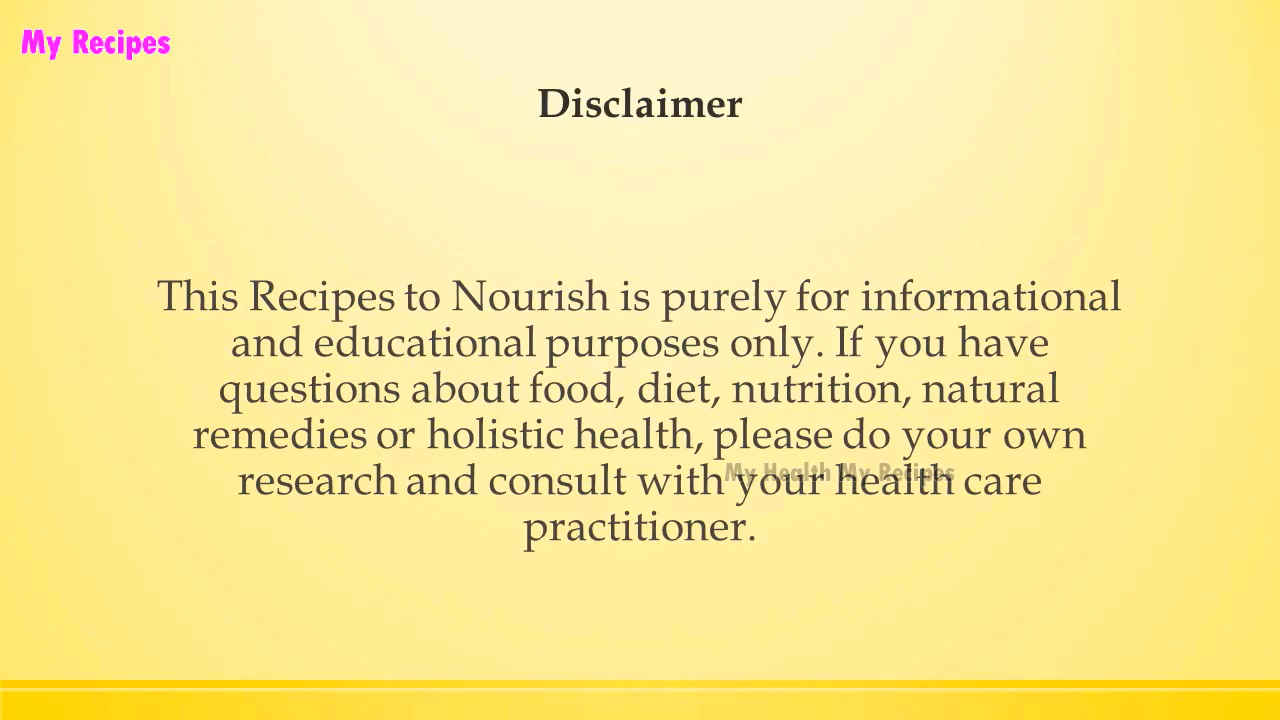 My Recipes
Disclaimer
This Recipes to Nourish is purely for informational
and educational purposes only. If you have
questions about food, diet, nutrition, natural
remedies or holistic health, please do your own
research and consult with your health care
practitioner.
My Health My Recipes